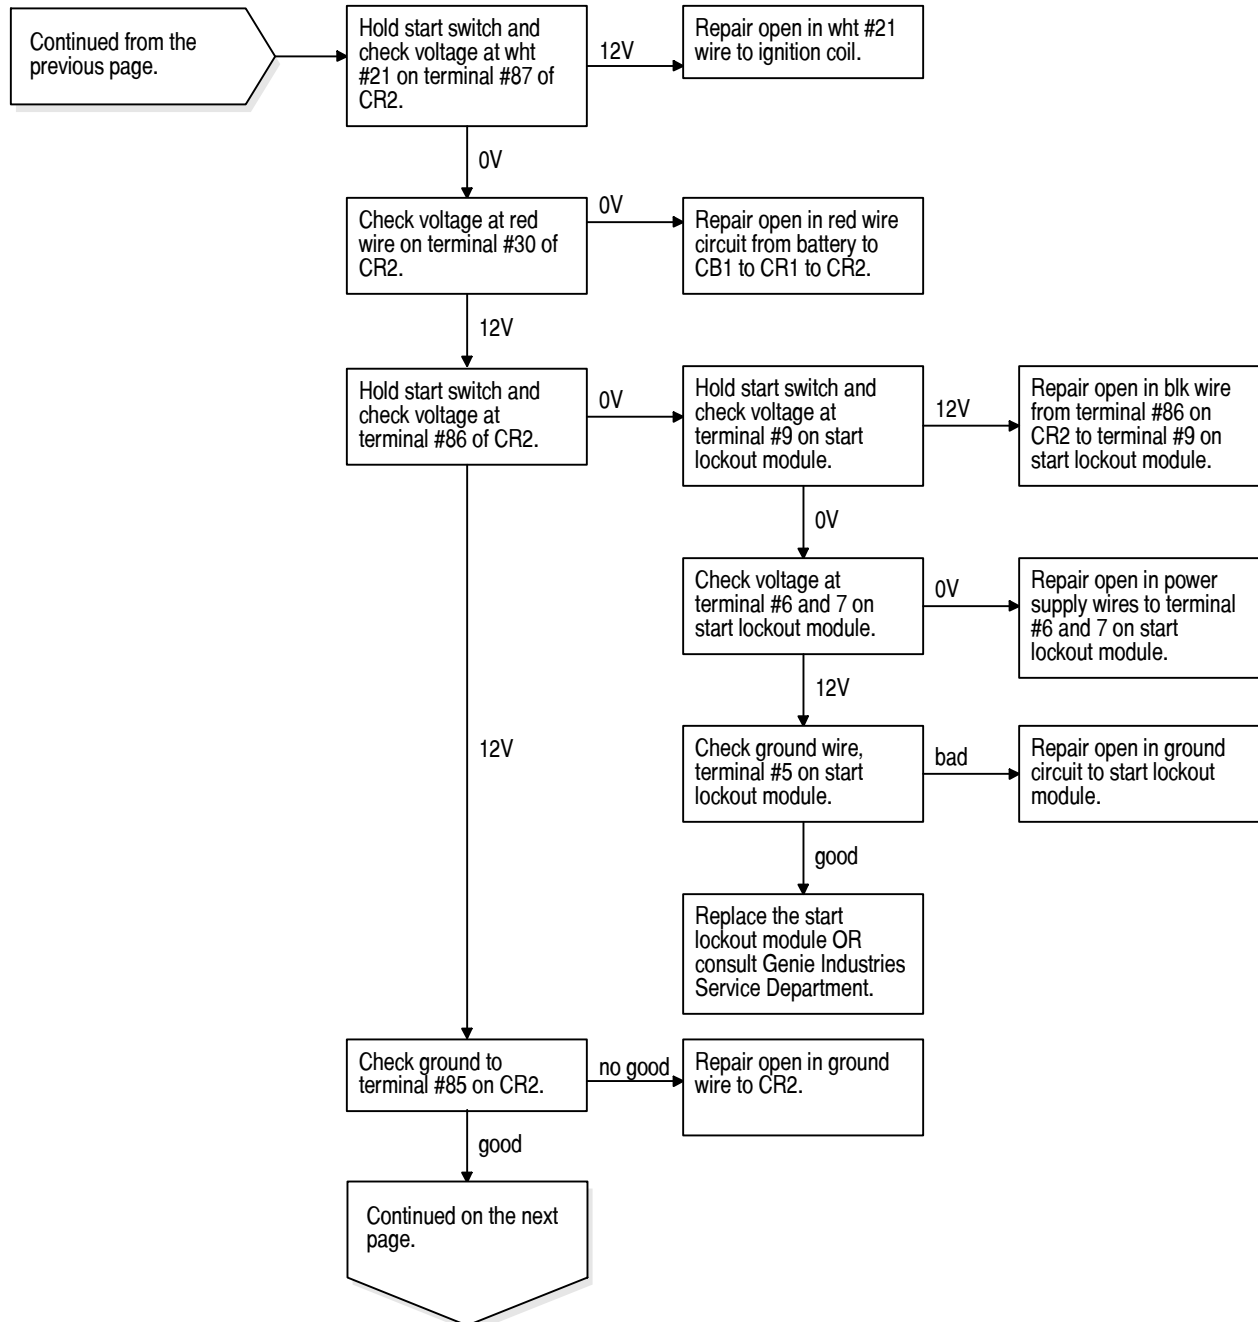 Continued from the
previous page.
Hold start switch and
check voltage at wht
#21 on terminal #87 of
CR2.
12V
Repair open in wht #21
wire to ignition coil.
0V
Check voltage at red
wire on terminal #30 of
CR2.
0V
Repair open in red wire
circuit from battery to
CB1 to CR1 to CR2.
12V
Hold start switch and
check voltage at
terminal #86 of CR2.
0V
Hold start switch and
check voltage at
terminal #9 on start
lockout module.
12V
Repair open in blk wire
from terminal #86 on
CR2 to terminal #9 on
start lockout module.
0V
Check voltage at
terminal #6 and 7 on
start lockout module.
0V
Repair open in power
supply wires to terminal
#6 and 7 on start
lockout module.
12V
Check ground wire,
terminal #5 on start
lockout module.
bad
Repair open in ground
circuit to start lockout
module.
good
Replace the start
lockout module OR
consult Genie Industries
Service Department.
12V
Check ground to
terminal #85 on CR2.
no good
Repair open in ground
wire to CR2.
good
Continued on the next
page.